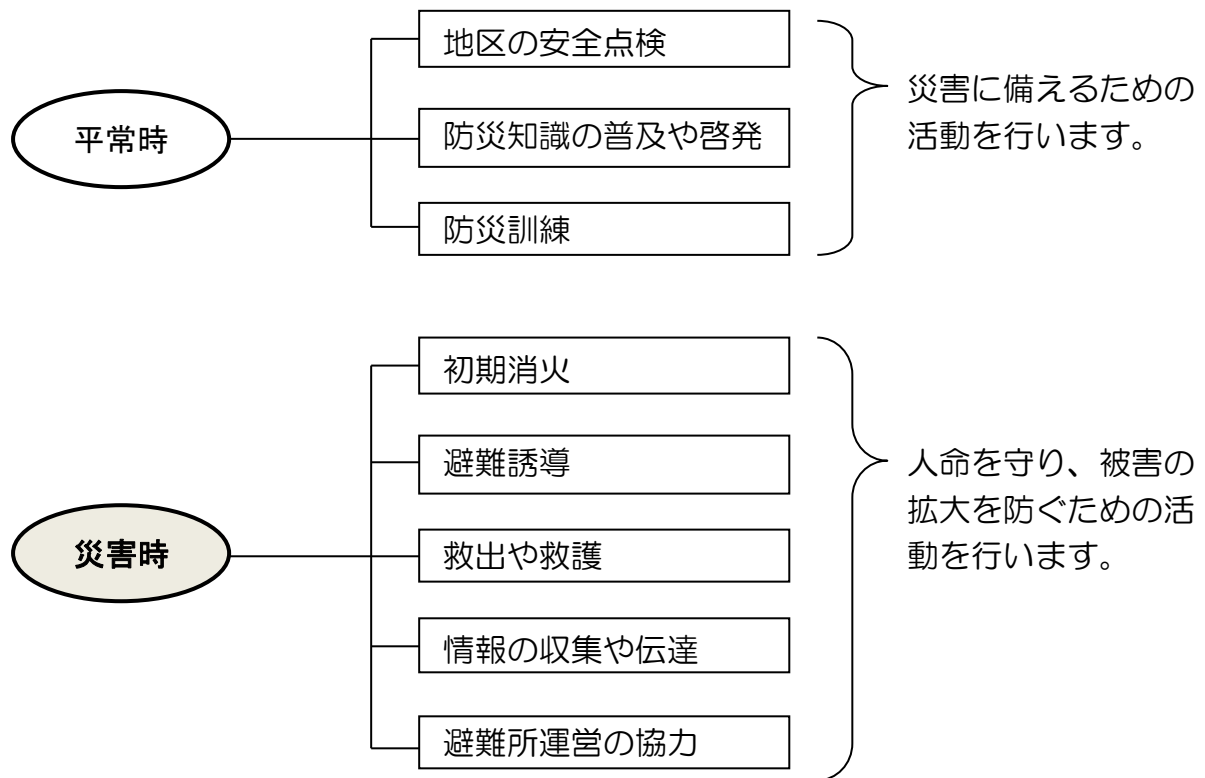 平常時
地区の安全点検
防災知識の普及や啓発
防災訓練
災害に備えるための
活動を行います。
災害時
初期消火
避難誘導
救出や救護
情報の収集や伝達
避難所運営の協力
人命を守り、被害の
拡大を防ぐための活
動を行います。